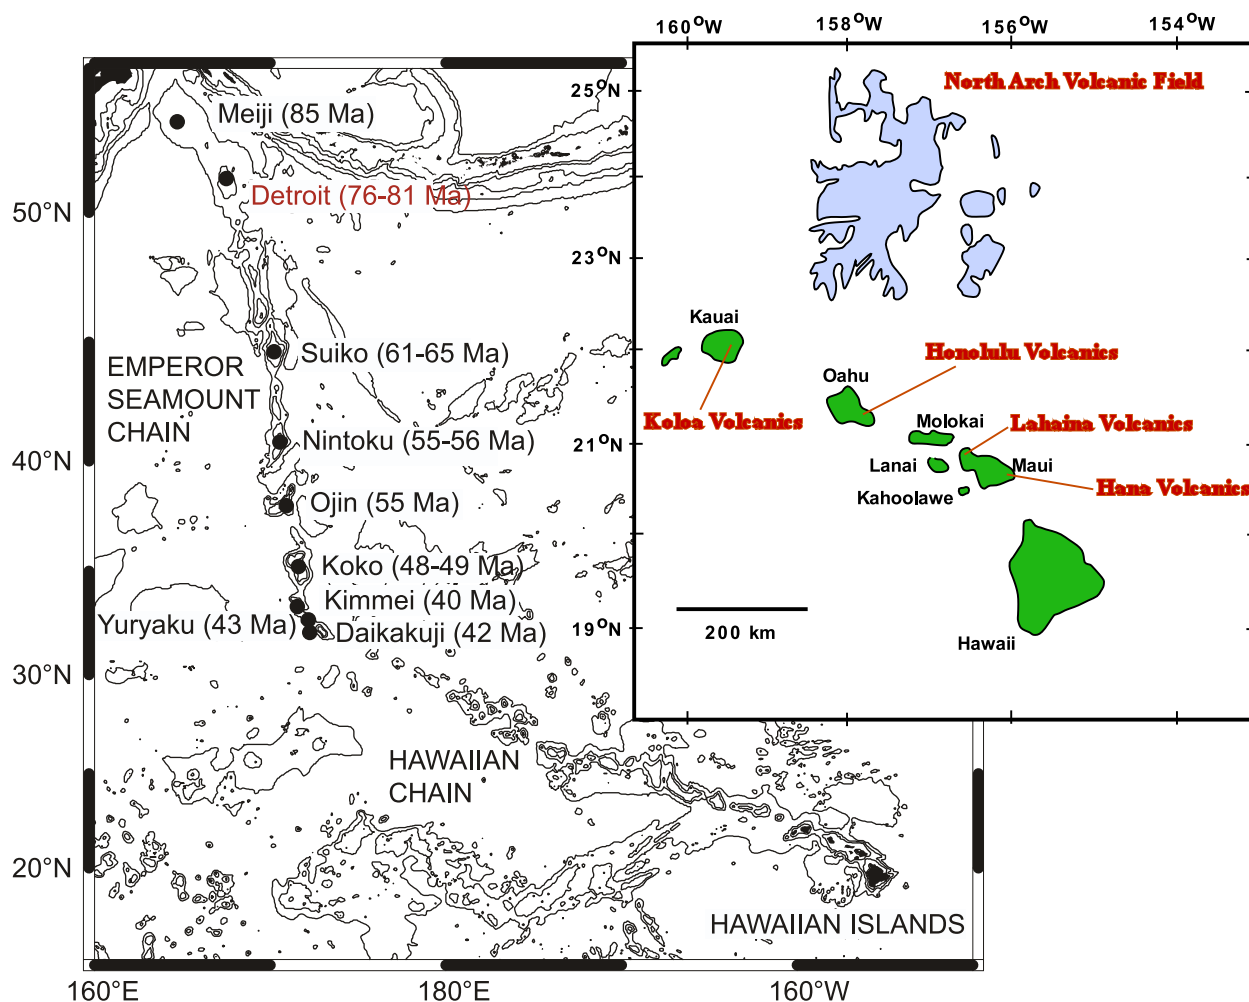 160°W
158°W
156°W
154°W
25°N
North Arch Volcanic Field
Meiji (85 Ma)
Detroit (76-81 Ma)
50°N
23°N
Kauai
Suiko (61-65 Ma)
Honolulu Volcanics
EMPEROR
SEAMOUNT
CHAIN
Oahu
Koloa Volcanics
Molokai
Lahaina Volcanics
Nintoku (55-56 Ma)
21°N
40°N
Lanai
Maui
Kahoolawe
Hana Volcanics
Ojin (55 Ma)
Koko (48-49 Ma)
Kimmei (40 Ma)
Yuryaku (43 Ma)
Daikakuji (42 Ma)
19°N
200 km
Hawaii
30°N
HAWAIIAN
CHAIN
20°N
HAWAIIAN ISLANDS
160°E
180°W
160°W